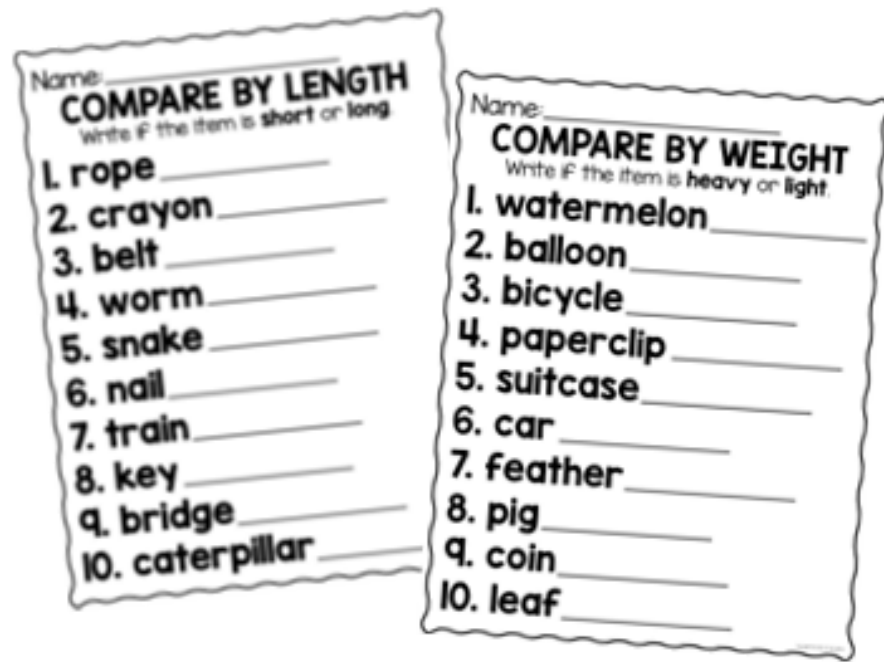 Name:
COMPARE BY LENGTH
Write if the item is short or long.
1. rope
2. crayon
3. belt
4. worm
5. snake
6. nail
7. train
8. key
9. bridge
10. caterpillar
Name:
COMPARE BY WEIGHT
Write if the item is heavy or light.
1. watermelon
2. balloon
3. bicycle
4. paperclip
5. suitcase
6. car
7. feather
8. pig
9. coin
10. leaf